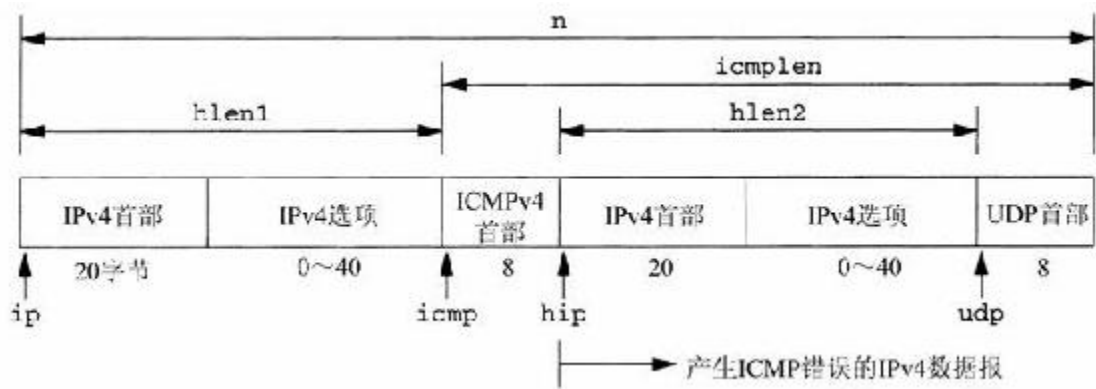 n
icmplen
hlen1
hlen2
IPv4首部
IPv4选项
ICMPv4
首部
IPv4首部
IPv4选项
UDP首部
20字节
0～40
8
20
0～40
8
ip
icmp
hip
udp
产生ICMP错误的IPv4数据报